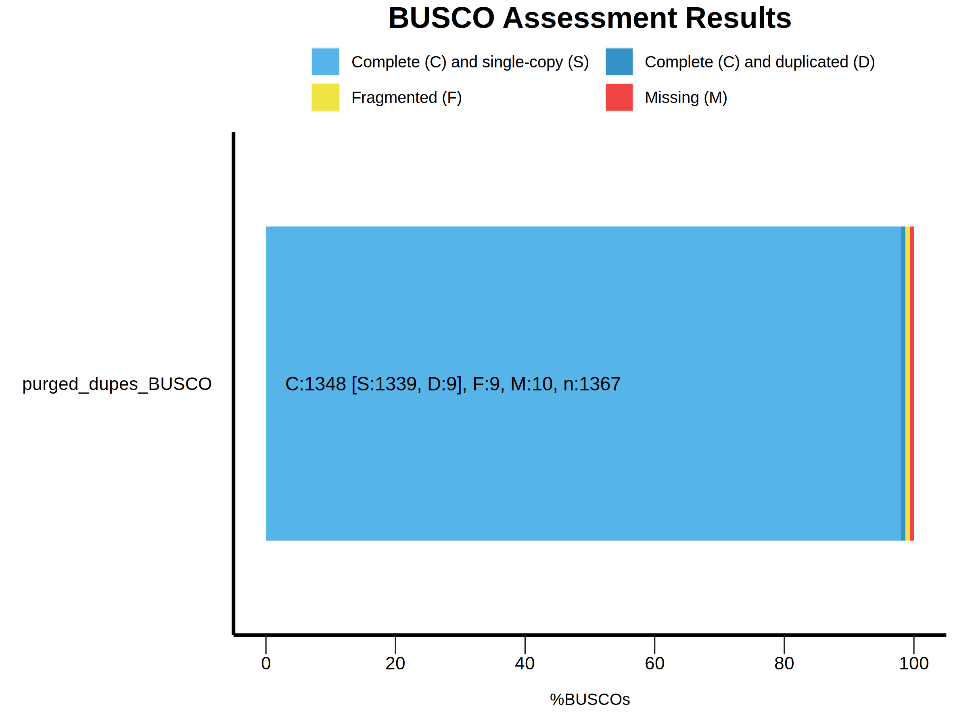 BUSCO Assessment Results
Complete (C) and single-copy (S)
Complete (C) and duplicated (D)
Fragmented (F)
Missing (M)
purged_dupes_BUSCO
C:1348 [S:1339, D:9], F:9, M:10, n:1367
0 20 40 60 80 100
%BUSCOs